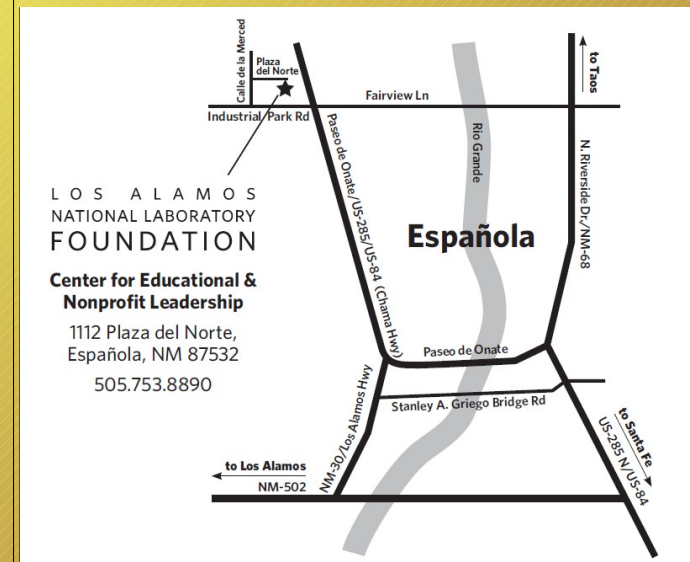 Calle de la Merced
Plaza
del Norte
Industrial Park Rd
Fairview Ln
to Taos
Paseo de Onate/US-285/US-84 (Chama Hwy)
Rio Grande
N. Riverside Dr./NM-68
LOS ALAMOS
NATIONAL LABORATORY
FOUNDATION
Center for Educational &
Nonprofit Leadership
1112 Plaza del Norte,
Española, NM 87532
505.753.8890
Española
Paseo de Onate
Stanley A. Griego Bridge Rd
NM-30/Los Alamos Hwy
to Los Alamos
NM-502
to Santa Fe
US-285 N/US-84